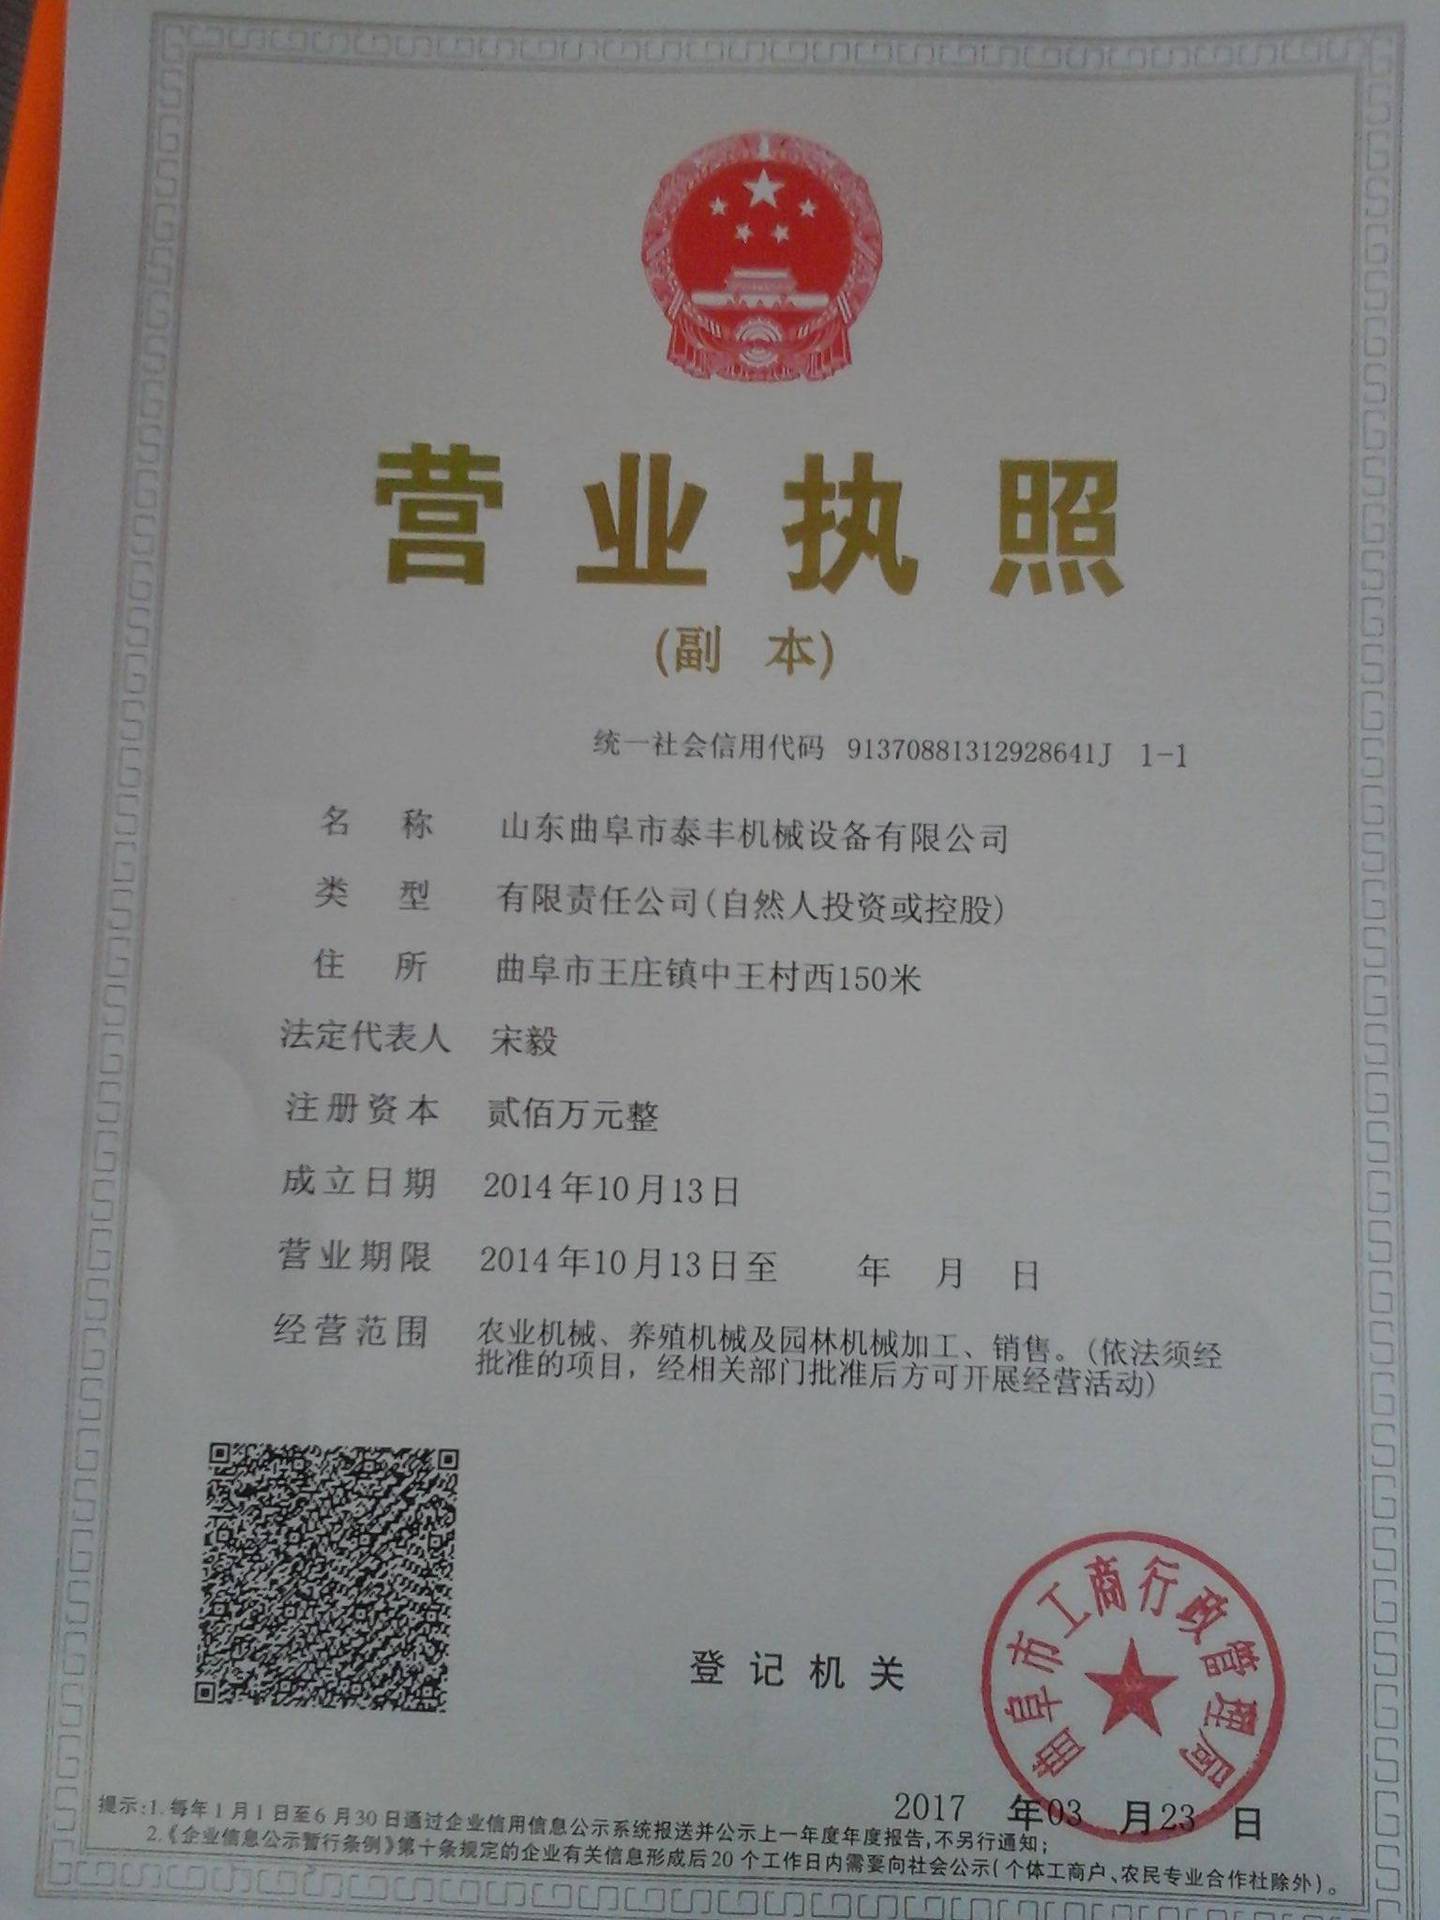 营业执照
(副 本)
统一社会信用代码 91370881312928641J 1-1
名 称 山东曲阜市泰丰机械设备有限公司
类 型 有限责任公司(自然人投资或控股)
住 所 曲阜市王庄镇中王村西150米
法定代表人 宋毅
注册资本 贰佰万元整
成立日期 2014年10月13日
营业期限 2014年10月13日至 年 月 日
经营范围 农业机械、养殖机械及园林机械加工、销售。(依法须经
批准的项目，经相关部门批准后方可开展经营活动)
登记机关
曲阜市工商行政管理局
2017 年03 月23 日
提示:1.每年1月1日至6月30日通过企业信用信息公示系统报送并公示上一年度年度报告,不另行通知；
2.《企业信息公示暂行条例》第十条规定的企业有关信息形成后20个工作日内需要向社会公示(个体工商户、农民专业合作社除外)。